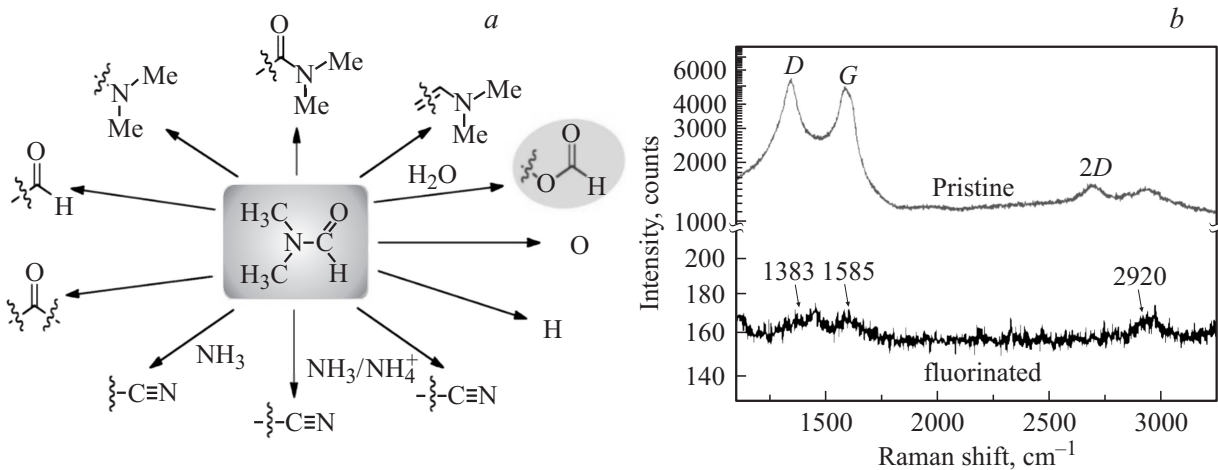 a
O
N
Me
Me
N
Me
Me
N
Me
Me
O
H
H₂O
O
O
H
H₃C
O
N–C
H₃C
H
O
O
H
NH₃
NH₃/NH₄⁺
–C≡N
–C≡N
–C≡N
b
D
G
2D
Pristine
6000
4000
3000
2000
1000
Intensity, counts
200
180
170
160
140
1383
1585
2920
fluorinated
1500
2000
2500
3000
Raman shift, cm⁻¹